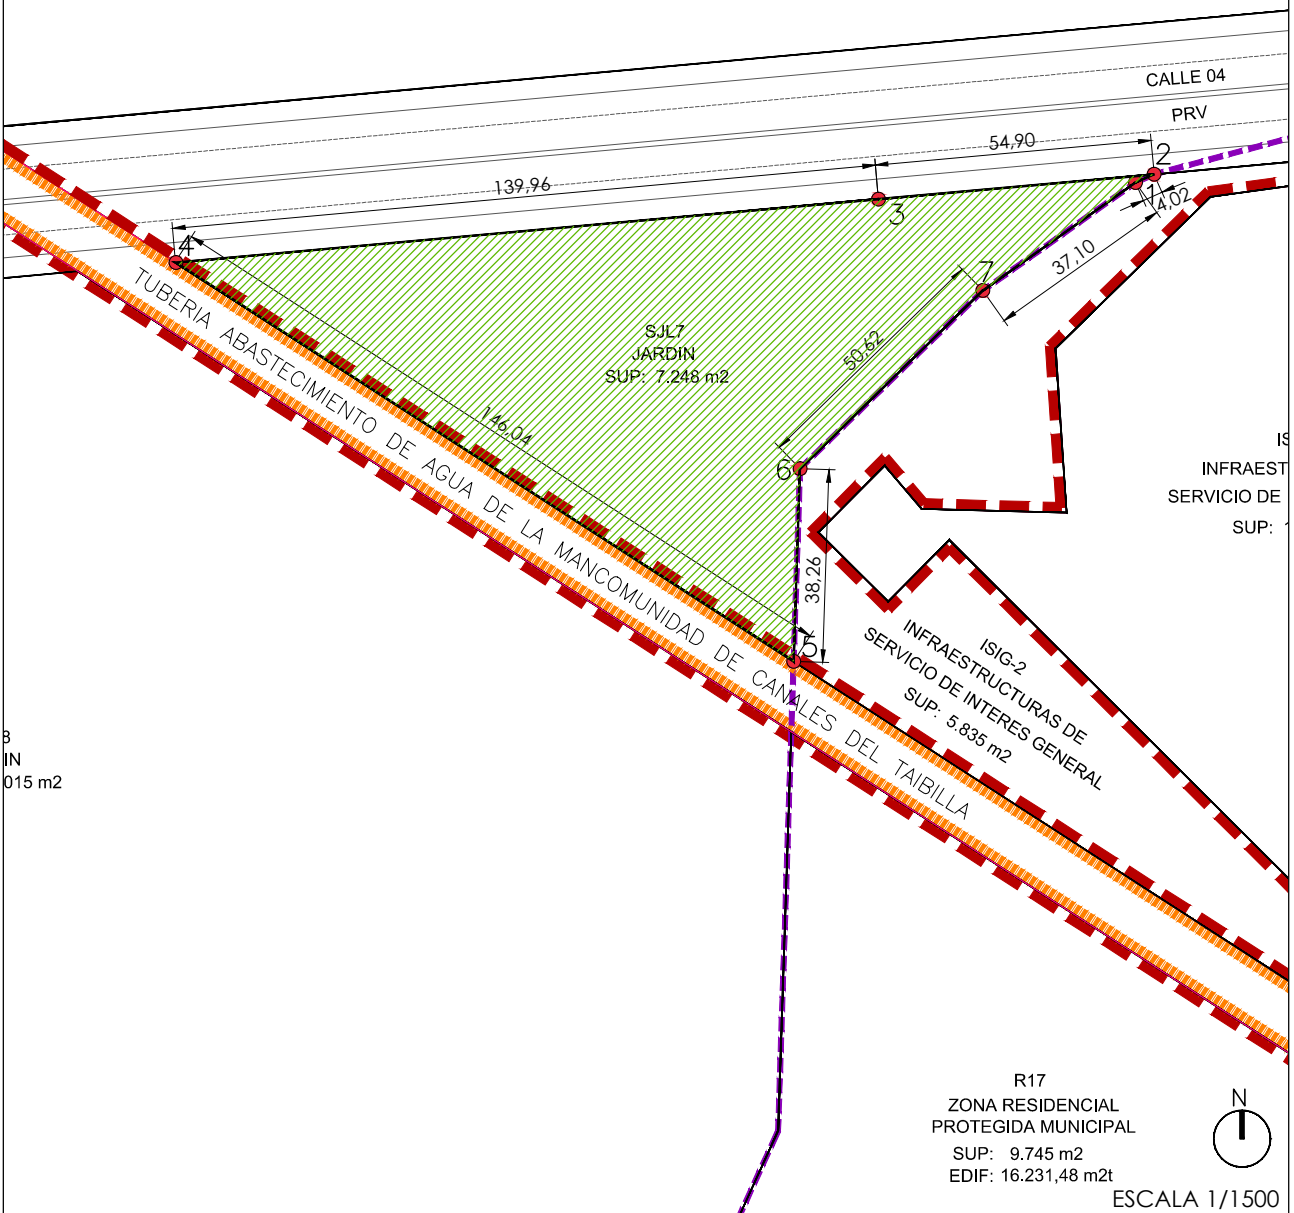 CALLE 04
PRV
54,90
2
139,96
1
4,02
3
4
37,10
7
SJL7
JARDIN
SUP: 7.248 m2
50,62
146,04
6
38,26
5
TUBERIA ABASTECIMIENTO DE AGUA DE LA MANCOMUNIDAD DE CANALES DEL TAIBILLA
IS
INFRAEST
SERVICIO DE
SUP:
ISIG-2
INFRAESTRUCTURAS DE
SERVICIO DE INTERES GENERAL
SUP: 5.835 m2
8
IN
015 m2
R17
ZONA RESIDENCIAL
PROTEGIDA MUNICIPAL
SUP: 9.745 m2
EDIF: 16.231,48 m2t
N
ESCALA 1/1500